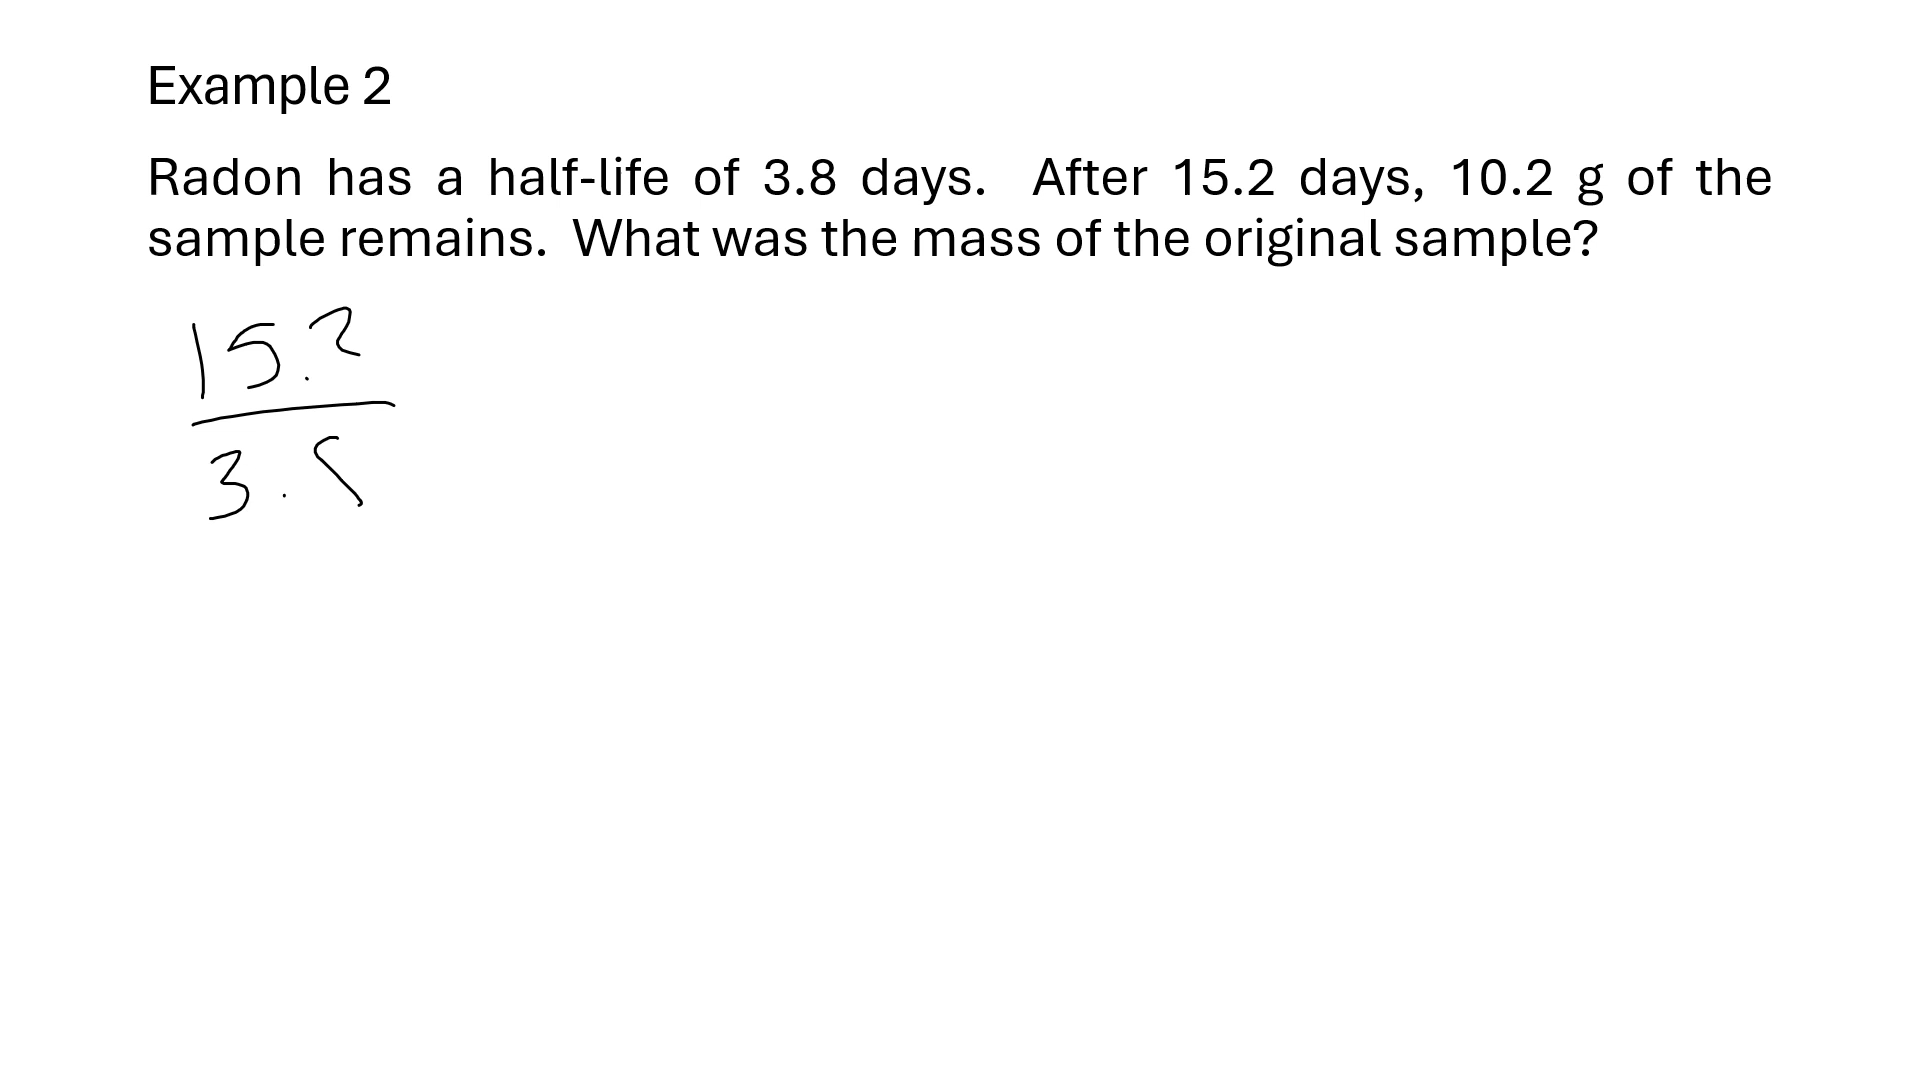 Example 2
Radon has a half-life of 3.8 days. After 15.2 days, 10.2 g of the
sample remains. What was the mass of the original sample?
15.2
3.